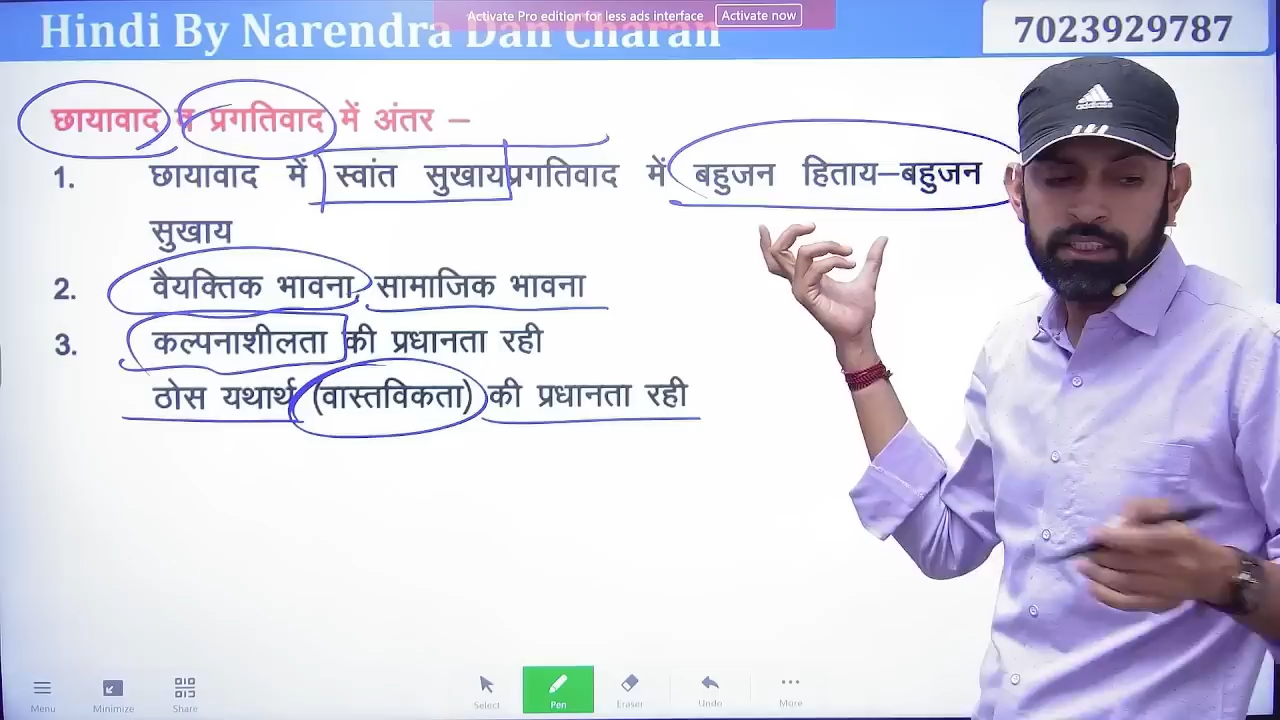 Activate Pro edition for less ads interface Activate now
Hindi By Narendra Dan Charan
7023929787
छायावाद व प्रगतिवाद में अंतर –
1. छायावाद में स्वांत सुखायप्रगतिवाद में बहुजन हिताय–बहुजन
सुखाय
2. वैयक्तिक भावना सामाजिक भावना
3. कल्पनाशीलता की प्रधानता रही
ठोस यथार्थ (वास्तविकता) की प्रधानता रही
adidas
Menu Minimize Share Select Pen Eraser Undo More